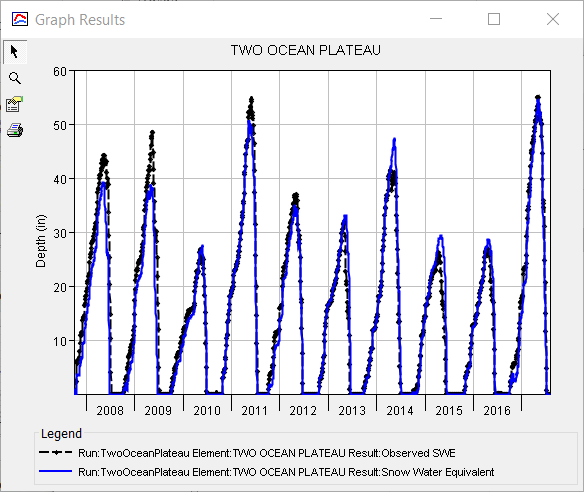 Graph Results
TWO OCEAN PLATEAU
60
50
40
30
20
10
Depth (in)
2008 2009 2010 2011 2012 2013 2014 2015 2016
Legend
Run:TwoOceanPlateau Element:TWO OCEAN PLATEAU Result:Observed SWE
Run:TwoOceanPlateau Element:TWO OCEAN PLATEAU Result:Snow Water Equivalent